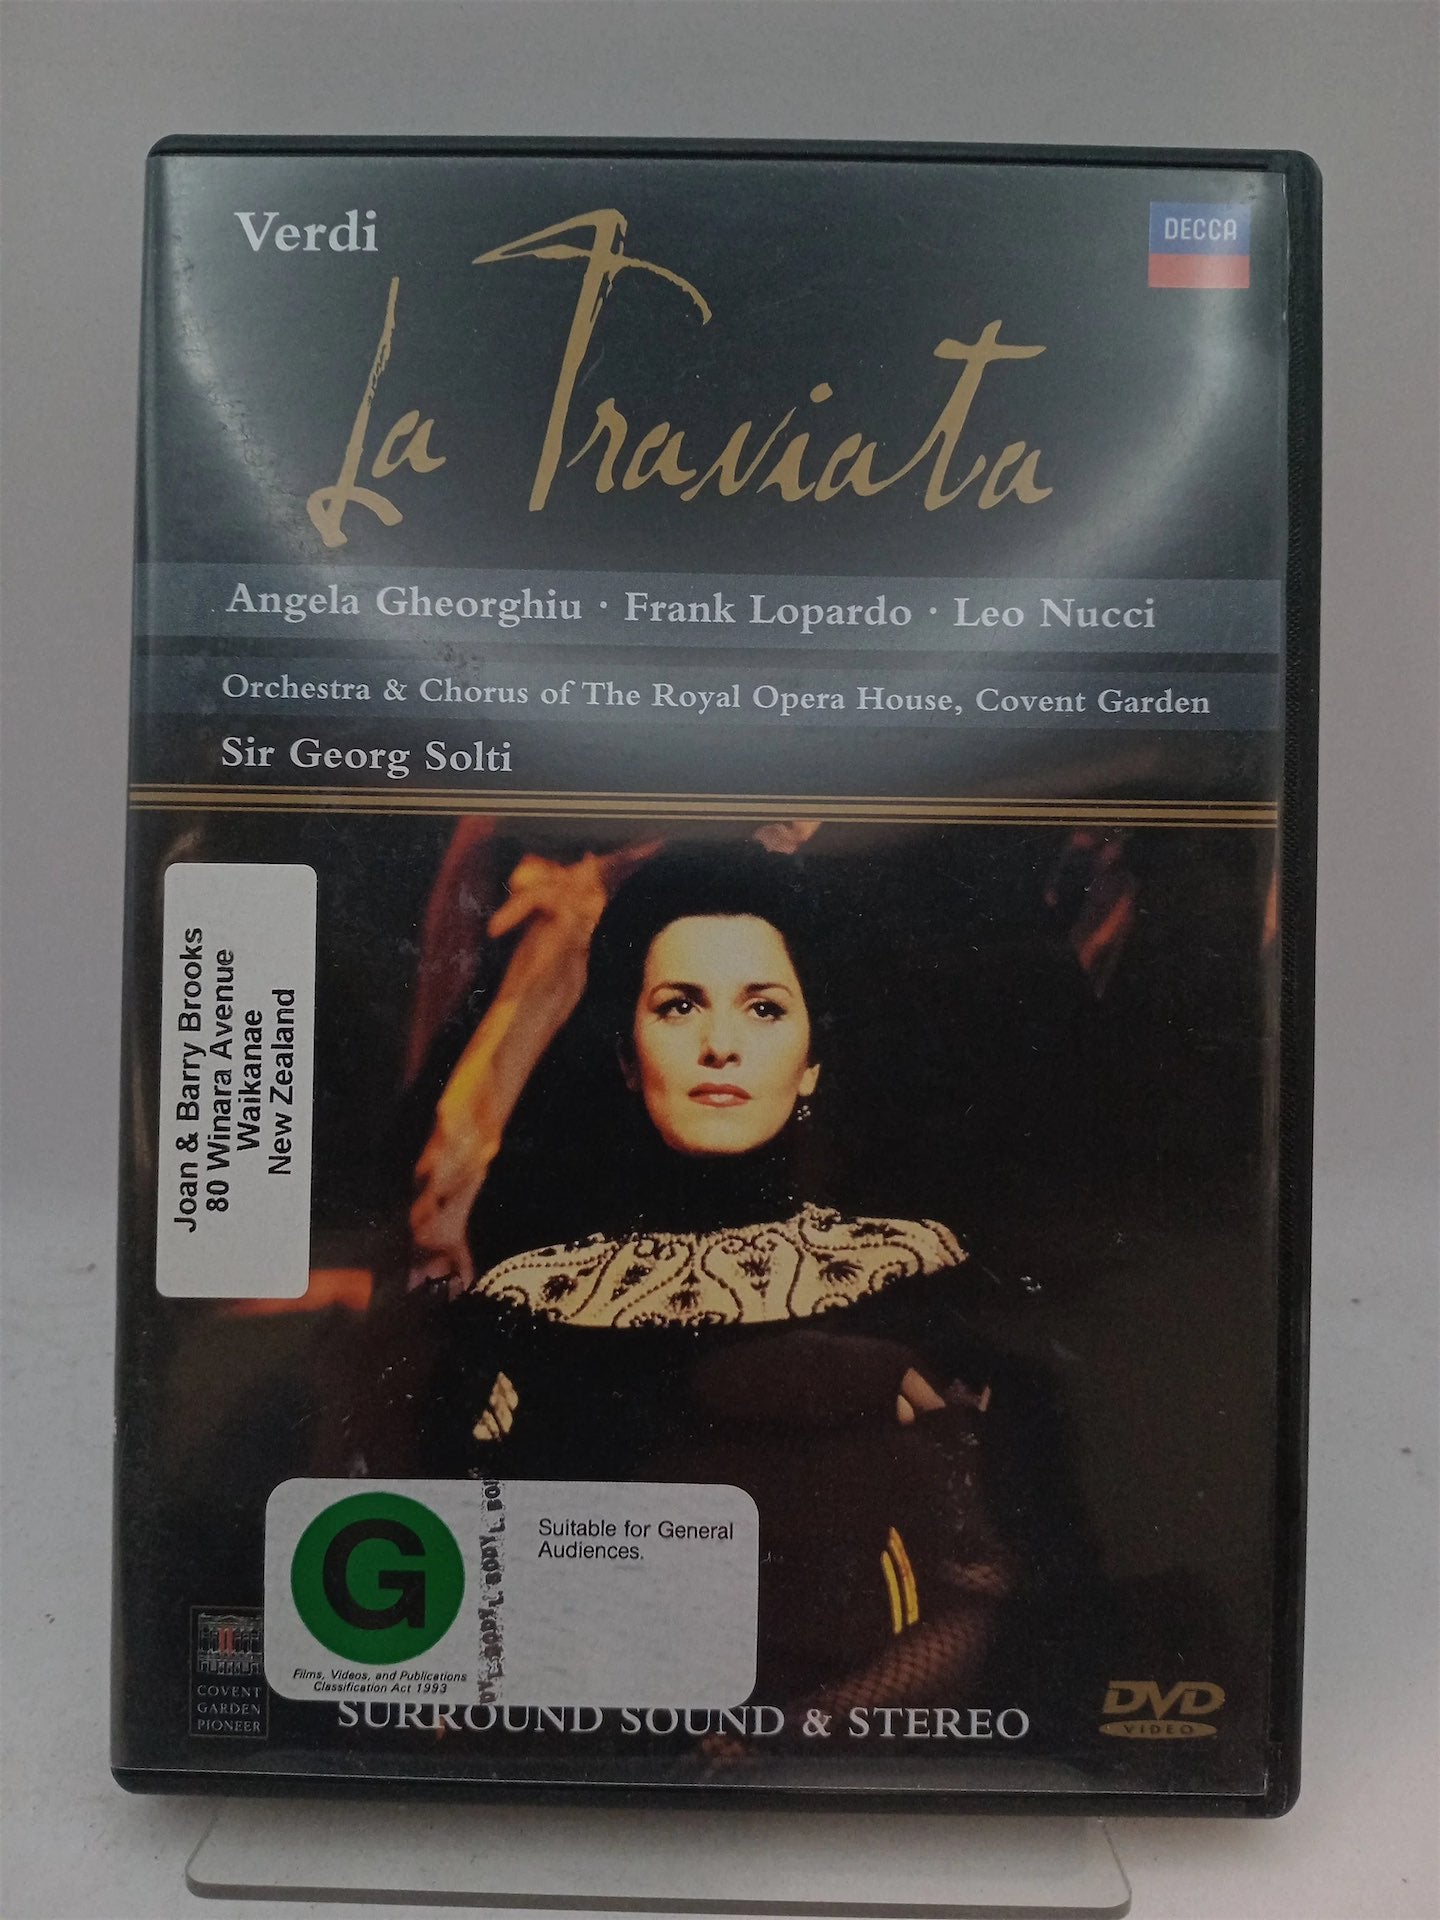 Verdi
DECCA
La Traviata
Angela Gheorghiu · Frank Lopardo · Leo Nucci
Orchestra & Chorus of The Royal Opera House, Covent Garden
Sir Georg Solti
Joan & Barry Brooks
80 Winara Avenue
Waikanae
New Zealand
G
Suitable for General
Audiences.
Films, Videos, and Publications
Classification Act 1993
COVENT
GARDEN
PIONEER
SURROUND SOUND & STEREO
DVD
VIDEO